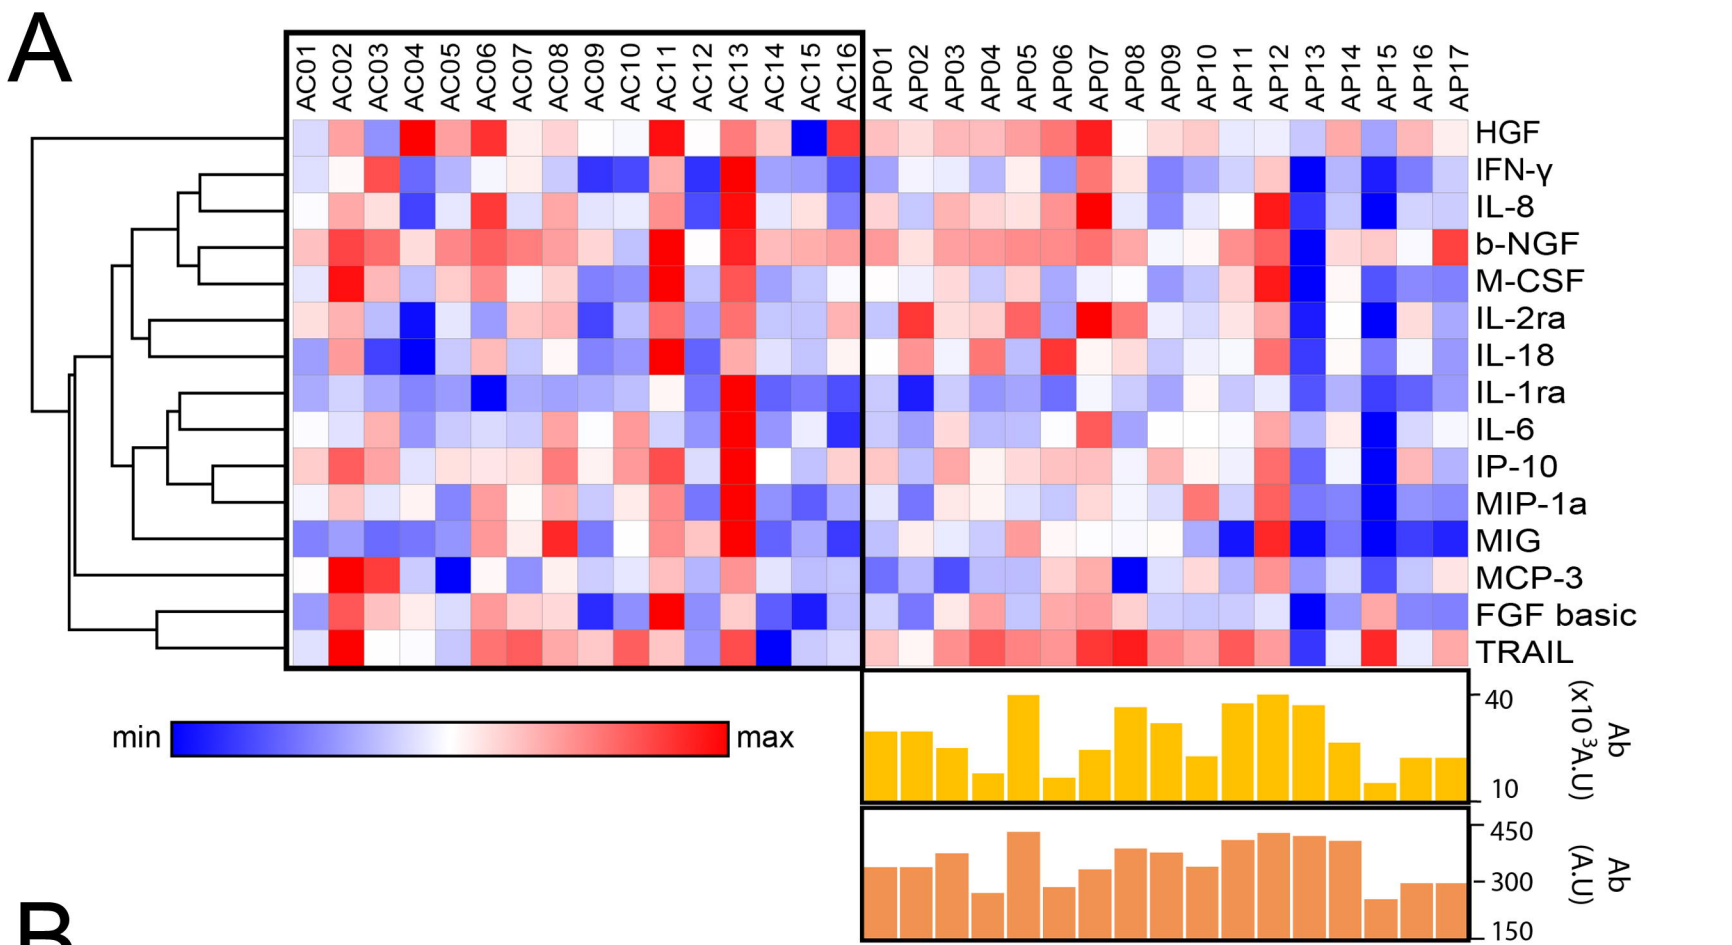 A
AC01 AC02 AC03 AC04 AC05 AC06 AC07 AC08 AC09 AC10 AC11 AC12 AC13 AC14 AC15 AC16 AP01 AP02 AP03 AP04 AP05 AP06 AP07 AP08 AP09 AP10 AP11 AP12 AP13 AP14 AP15 AP16 AP17
HGF
IFN-γ
IL-8
b-NGF
M-CSF
IL-2ra
IL-18
IL-1ra
IL-6
IP-10
MIP-1a
MIG
MCP-3
FGF basic
TRAIL
min max
40
10
Ab
(x10³A.U)
450
300
150
Ab
(A.U)
B